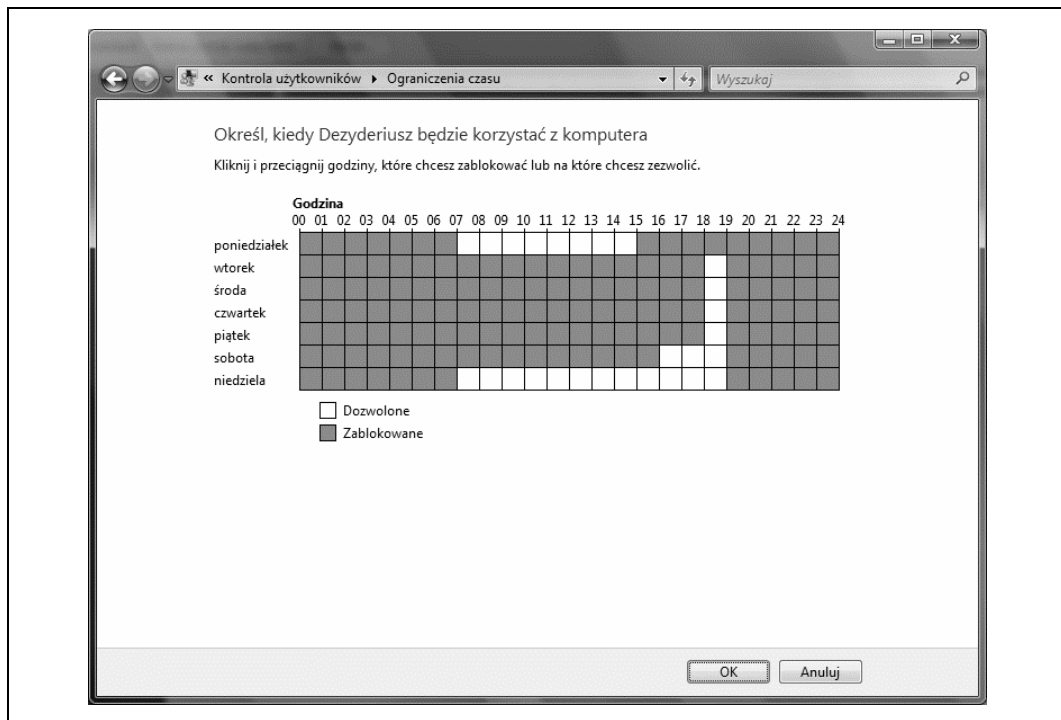 « Kontrola użytkowników ▸ Ograniczenia czasu Wyszukaj
Określ, kiedy Dezyderiusz będzie korzystać z komputera
Kliknij i przeciągnij godziny, które chcesz zablokować lub na które chcesz zezwolić.
Godzina
00 01 02 03 04 05 06 07 08 09 10 11 12 13 14 15 16 17 18 19 20 21 22 23 24
poniedziałek
wtorek
środa
czwartek
piątek
sobota
niedziela
Dozwolone
Zablokowane
OK Anuluj